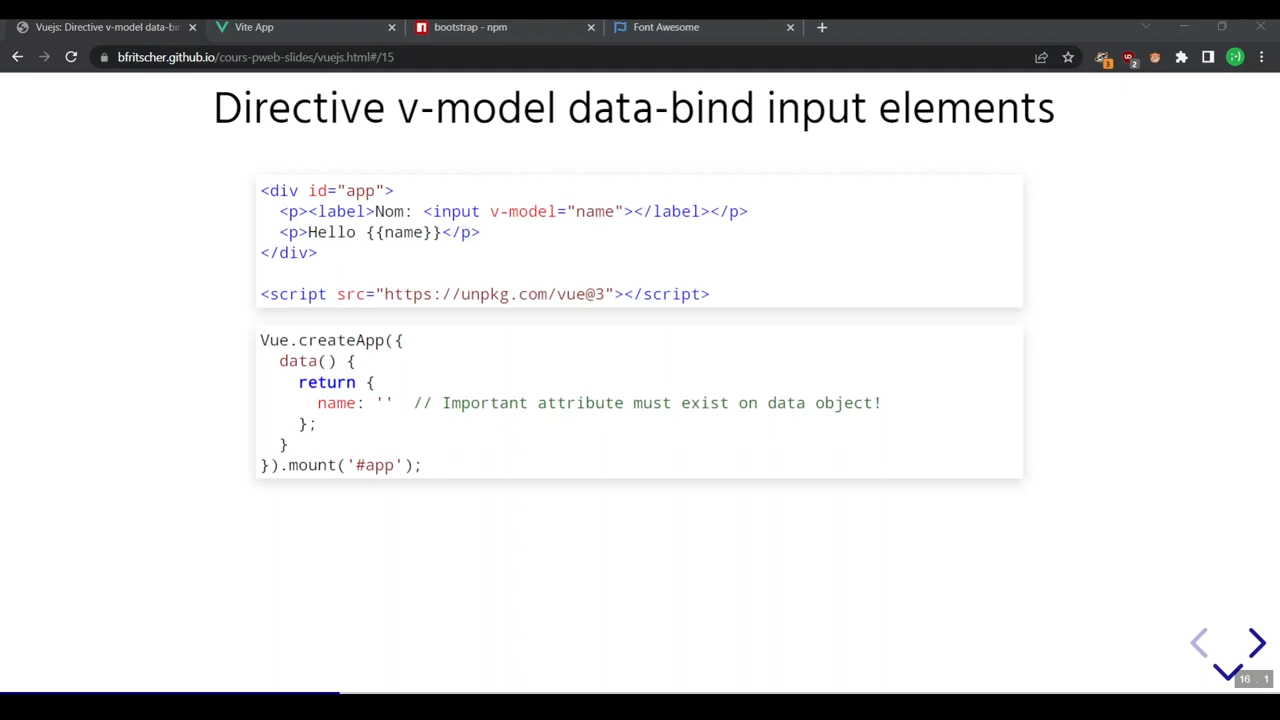 Vuejs: Directive v-model data-bin
Vite App
bootstrap - npm
Font Awesome
bfritscher.github.io/cours-pweb-slides/vuejs.html#/15
3
2
Directive v-model data-bind input elements
<div id="app">
<p><label>Nom: <input v-model="name"></label></p>
<p>Hello {{name}}</p>
</div>
<script src="https://unpkg.com/vue@3"></script>
Vue.createApp({
data() {
return {
name: '' // Important attribute must exist on data object!
};
}
}).mount('#app');
16 . 1